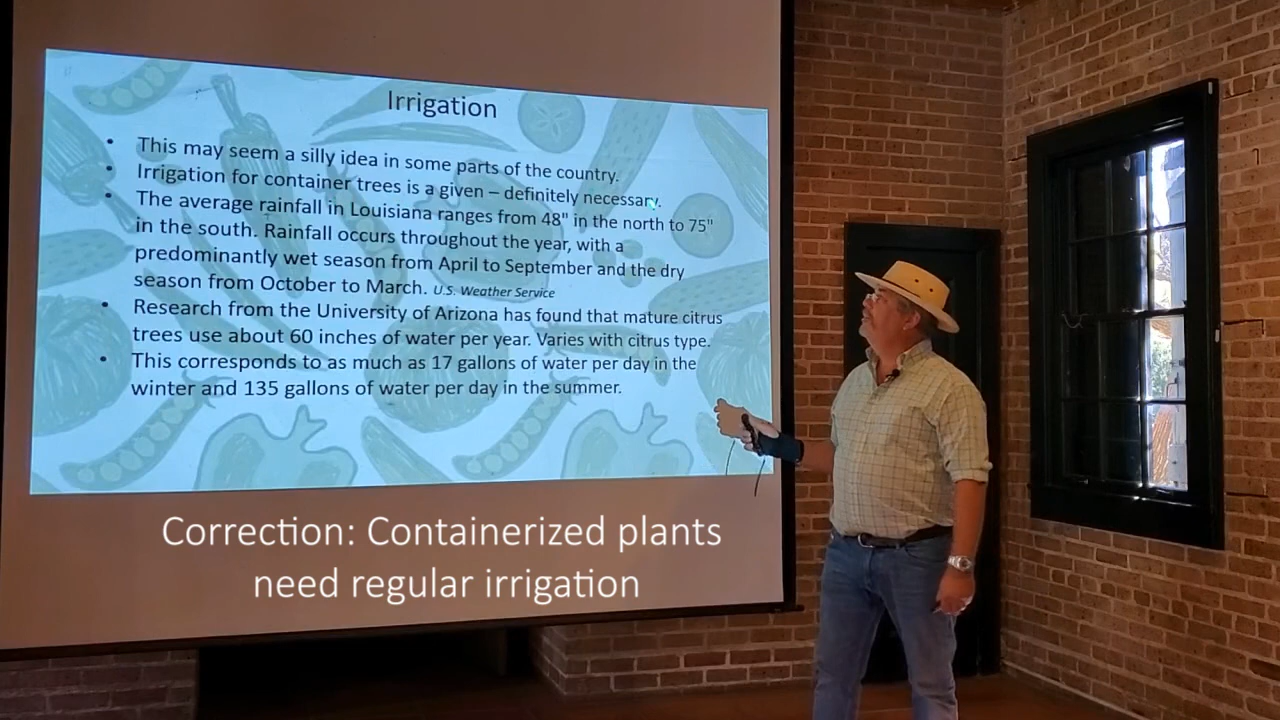 Irrigation
• This may seem a silly idea in some parts of the country.
• Irrigation for container trees is a given – definitely necessary.
• The average rainfall in Louisiana ranges from 48" in the north to 75"
in the south. Rainfall occurs throughout the year, with a
predominantly wet season from April to September and the dry
season from October to March. U.S. Weather Service
• Research from the University of Arizona has found that mature citrus
trees use about 60 inches of water per year. Varies with citrus type.
• This corresponds to as much as 17 gallons of water per day in the
winter and 135 gallons of water per day in the summer.
Correction: Containerized plants
need regular irrigation